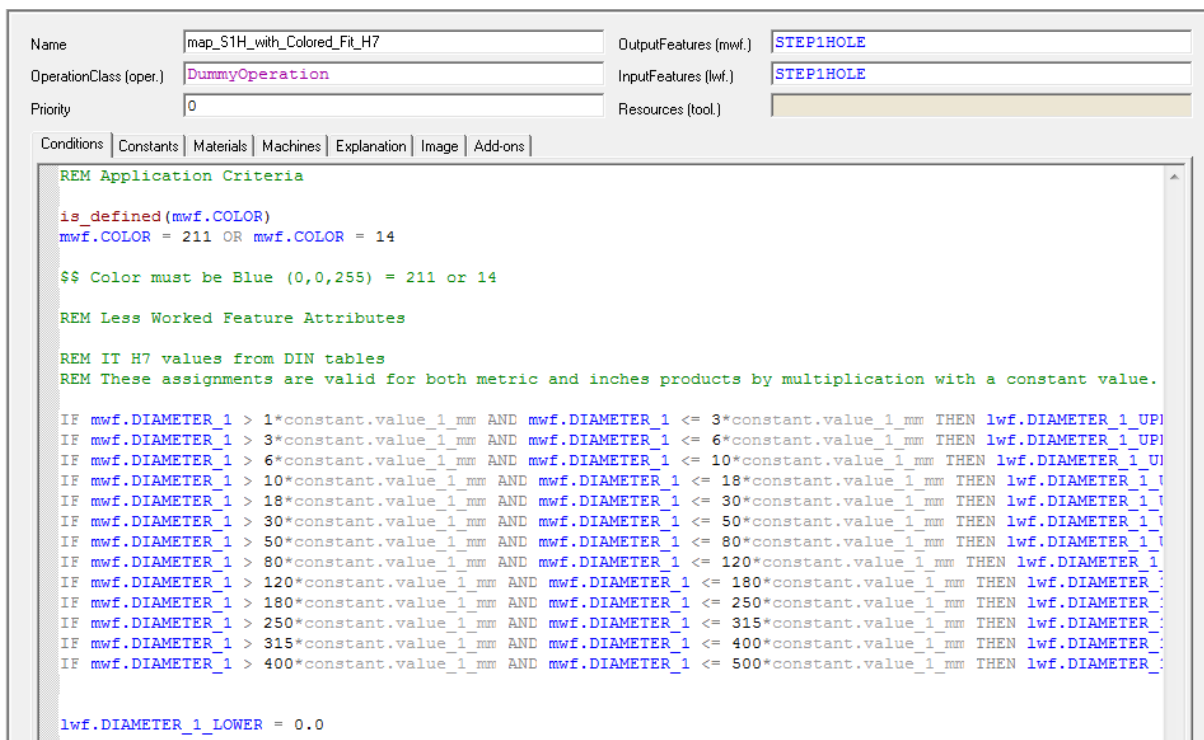 Name map_S1H_with_Colored_Fit_H7 OutputFeatures (mwf.) STEP1HOLE
OperationClass (oper.) DummyOperation InputFeatures (lwf.) STEP1HOLE
Priority 0 Resources (tool.)
Conditions Constants Materials Machines Explanation Image Add-ons
REM Application Criteria
is_defined(mwf.COLOR)
mwf.COLOR = 211 OR mwf.COLOR = 14
$$ Color must be Blue (0,0,255) = 211 or 14
REM Less Worked Feature Attributes
REM IT H7 values from DIN tables
REM These assignments are valid for both metric and inches products by multiplication with a constant value.
IF mwf.DIAMETER_1 > 1*constant.value_1_mm AND mwf.DIAMETER_1 <= 3*constant.value_1_mm THEN lwf.DIAMETER_1_UP
IF mwf.DIAMETER_1 > 3*constant.value_1_mm AND mwf.DIAMETER_1 <= 6*constant.value_1_mm THEN lwf.DIAMETER_1_UP
IF mwf.DIAMETER_1 > 6*constant.value_1_mm AND mwf.DIAMETER_1 <= 10*constant.value_1_mm THEN lwf.DIAMETER_1_U
IF mwf.DIAMETER_1 > 10*constant.value_1_mm AND mwf.DIAMETER_1 <= 18*constant.value_1_mm THEN lwf.DIAMETER_1_U
IF mwf.DIAMETER_1 > 18*constant.value_1_mm AND mwf.DIAMETER_1 <= 30*constant.value_1_mm THEN lwf.DIAMETER_1_U
IF mwf.DIAMETER_1 > 30*constant.value_1_mm AND mwf.DIAMETER_1 <= 50*constant.value_1_mm THEN lwf.DIAMETER_1_U
IF mwf.DIAMETER_1 > 50*constant.value_1_mm AND mwf.DIAMETER_1 <= 80*constant.value_1_mm THEN lwf.DIAMETER_1_U
IF mwf.DIAMETER_1 > 80*constant.value_1_mm AND mwf.DIAMETER_1 <= 120*constant.value_1_mm THEN lwf.DIAMETER_1_
IF mwf.DIAMETER_1 > 120*constant.value_1_mm AND mwf.DIAMETER_1 <= 180*constant.value_1_mm THEN lwf.DIAMETER_1
IF mwf.DIAMETER_1 > 180*constant.value_1_mm AND mwf.DIAMETER_1 <= 250*constant.value_1_mm THEN lwf.DIAMETER_1
IF mwf.DIAMETER_1 > 250*constant.value_1_mm AND mwf.DIAMETER_1 <= 315*constant.value_1_mm THEN lwf.DIAMETER_1
IF mwf.DIAMETER_1 > 315*constant.value_1_mm AND mwf.DIAMETER_1 <= 400*constant.value_1_mm THEN lwf.DIAMETER_1
IF mwf.DIAMETER_1 > 400*constant.value_1_mm AND mwf.DIAMETER_1 <= 500*constant.value_1_mm THEN lwf.DIAMETER_1
lwf.DIAMETER_1_LOWER = 0.0